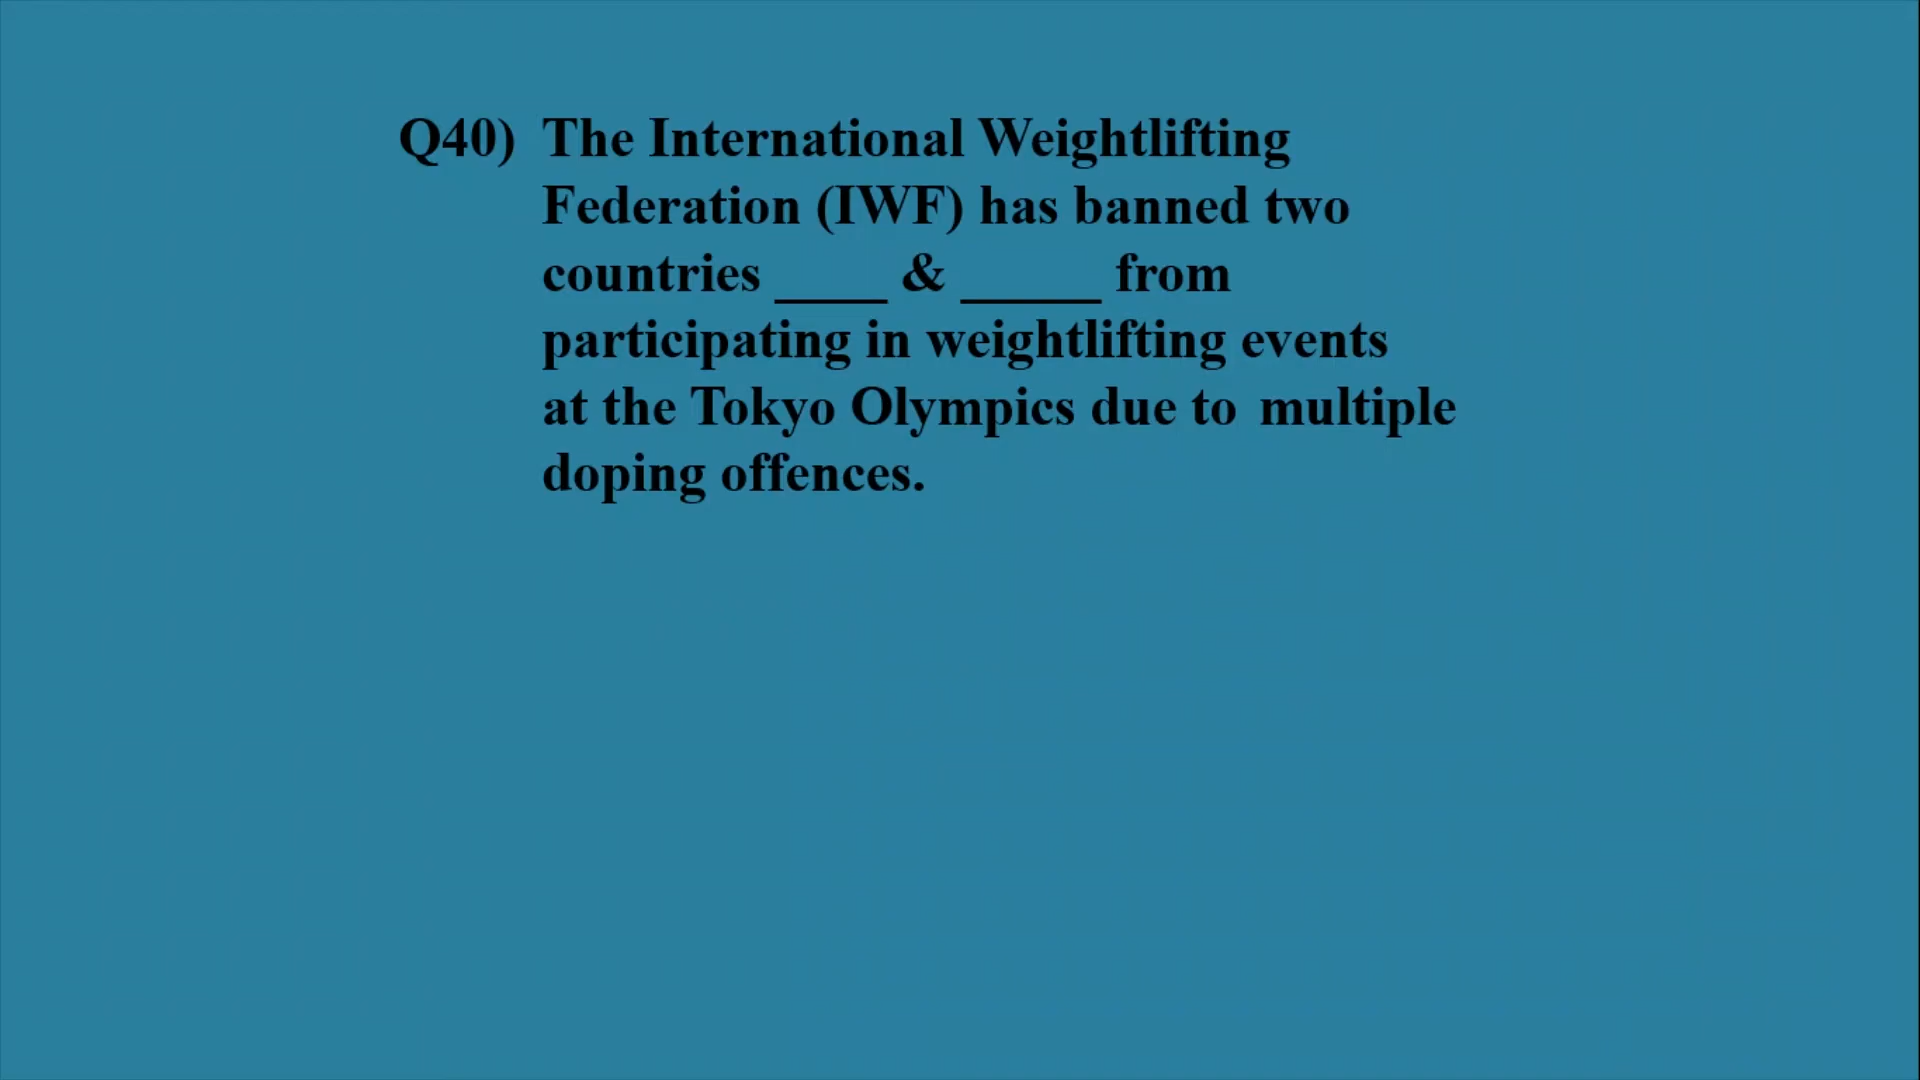 Q40) The International Weightlifting
Federation (IWF) has banned two
countries ____ & _____ from
participating in weightlifting events
at the Tokyo Olympics due to multiple
doping offences.